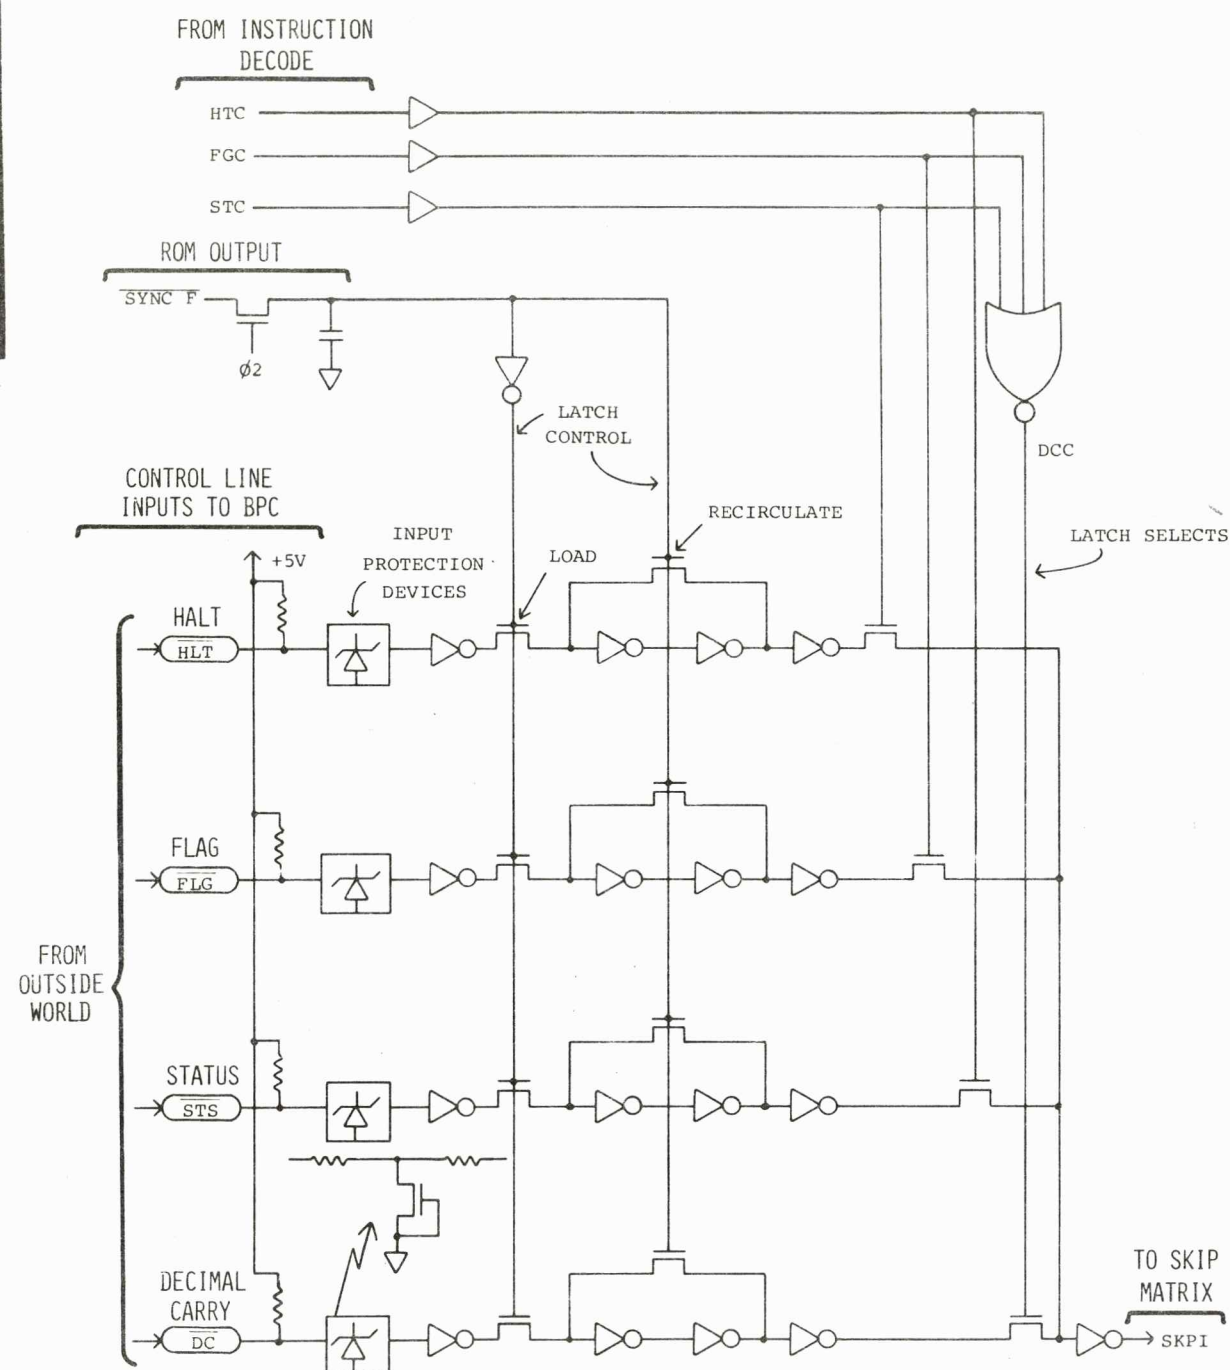 FROM INSTRUCTION
DECODE
HTC
FGC
STC
ROM OUTPUT
SYNC F
ø2
LATCH
CONTROL
DCC
CONTROL LINE
INPUTS TO BPC
+5V
INPUT
PROTECTION
DEVICES
LOAD
RECIRCULATE
LATCH SELECTS
HALT
HLT
FLAG
FLG
FROM
OUTSIDE
WORLD
STATUS
STS
DECIMAL
CARRY
DC
TO SKIP
MATRIX
SKPI